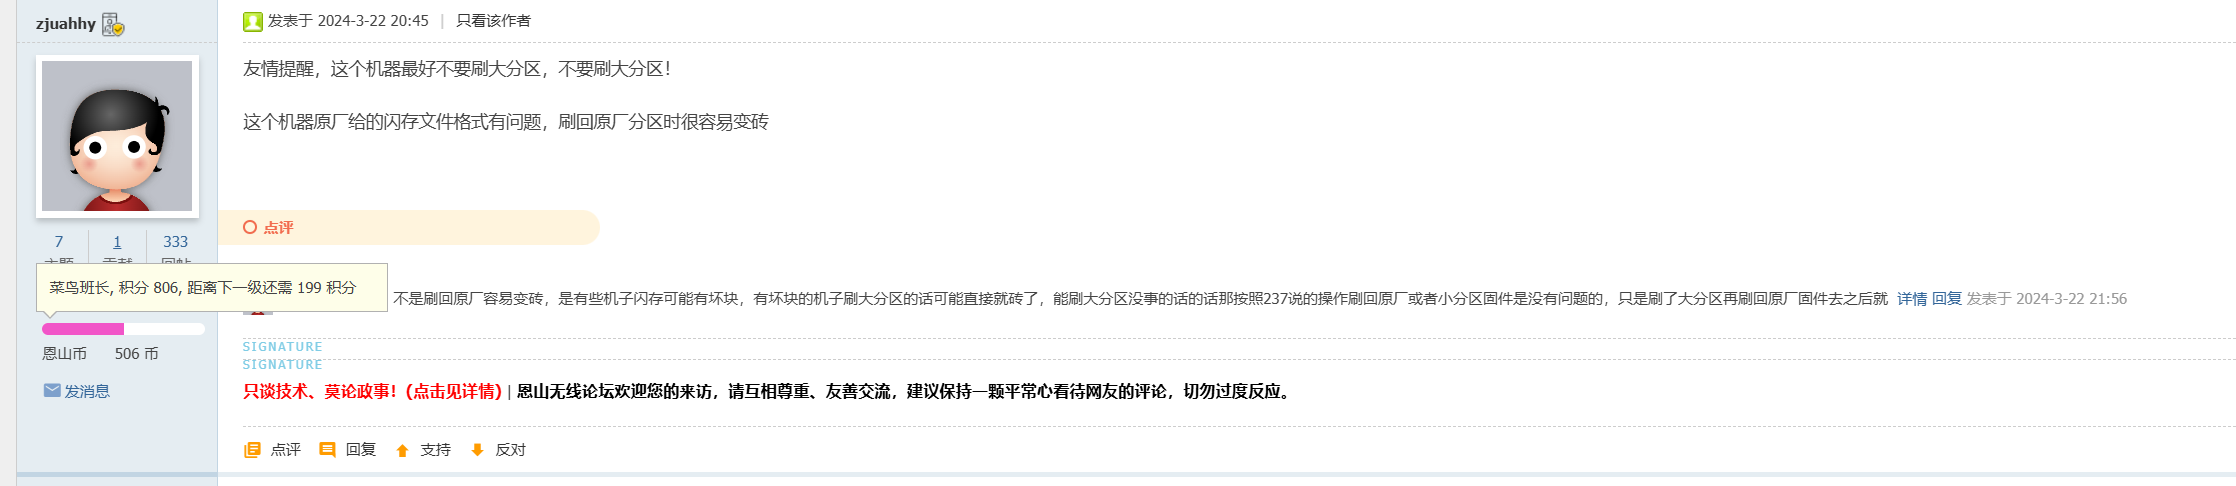 zjuahhy
发表于 2024-3-22 20:45 | 只看该作者
友情提醒，这个机器最好不要刷大分区，不要刷大分区！
这个机器原厂给的闪存文件格式有问题，刷回原厂分区时很容易变砖
点评
7 1 333
菜鸟班长, 积分 806, 距离下一级还需 199 积分
不是刷回原厂容易变砖，是有些机子闪存可能有坏块，有坏块的机子刷大分区的话可能直接就砖了，能刷大分区没事的话的话那按照237说的操作刷回原厂或者小分区固件是没有问题的，只是刷了大分区再刷回原厂固件去之后就 详情 回复 发表于 2024-3-22 21:56
恩山币 506 币
发消息
SIGNATURE
SIGNATURE
只谈技术、莫论政事！(点击见详情) | 恩山无线论坛欢迎您的来访，请互相尊重、友善交流，建议保持一颗平常心看待网友的评论，切勿过度反应。
点评 回复 支持 反对